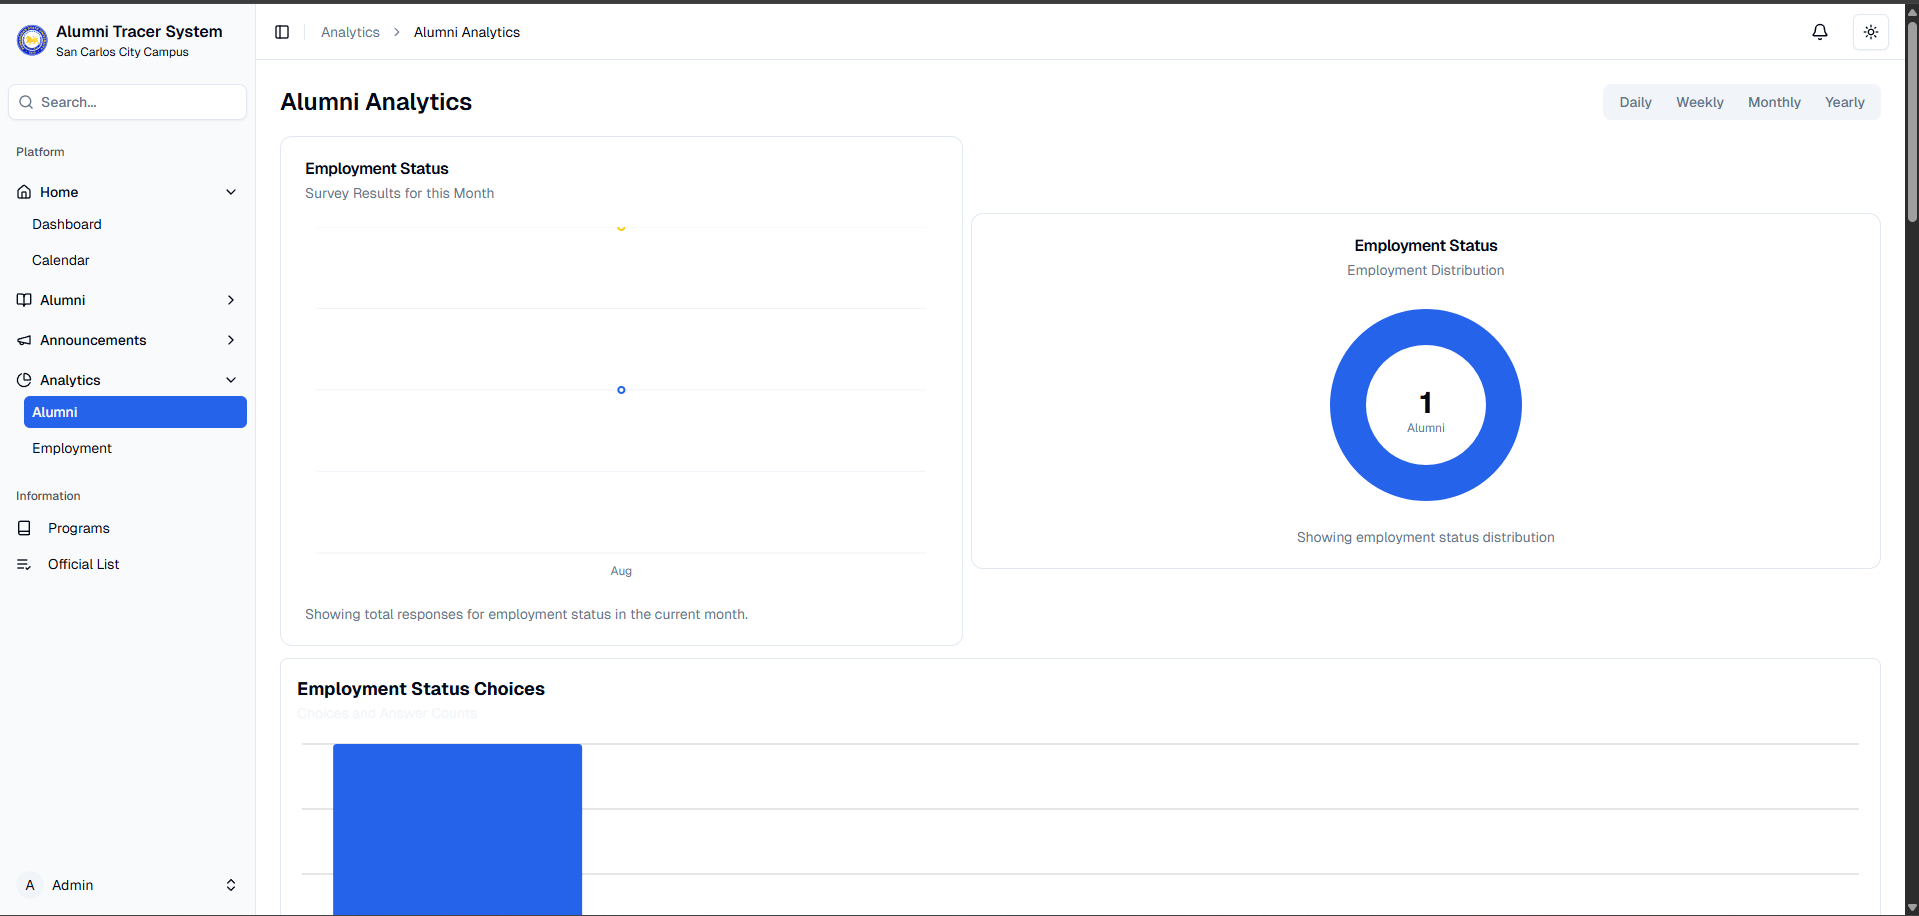 Alumni Tracer System
San Carlos City Campus
Search...
Platform
Home
Dashboard
Calendar
Alumni
Announcements
Analytics
Alumni
Employment
Information
Programs
Official List
A Admin
Analytics > Alumni Analytics
Alumni Analytics
Daily Weekly Monthly Yearly
Employment Status
Survey Results for this Month
Aug
Showing total responses for employment status in the current month.
Employment Status
Employment Distribution
1
Alumni
Showing employment status distribution
Employment Status Choices
Choices and Answer Counts